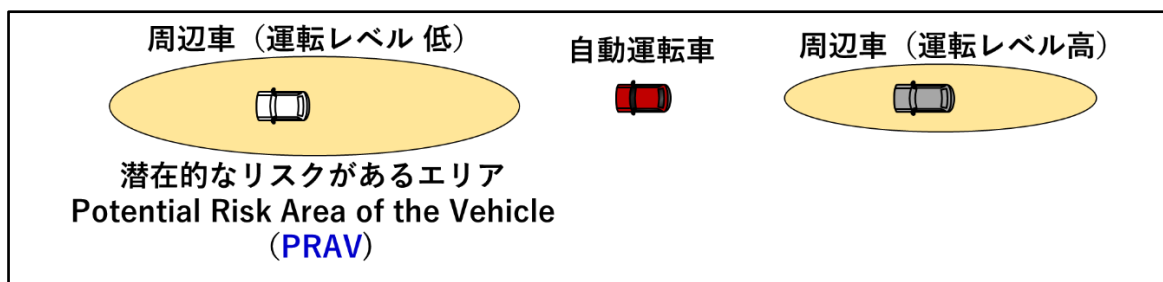 周辺車（運転レベル 低）
自動運転車
周辺車（運転レベル高）
潜在的なリスクがあるエリア
Potential Risk Area of the Vehicle
（PRAV）